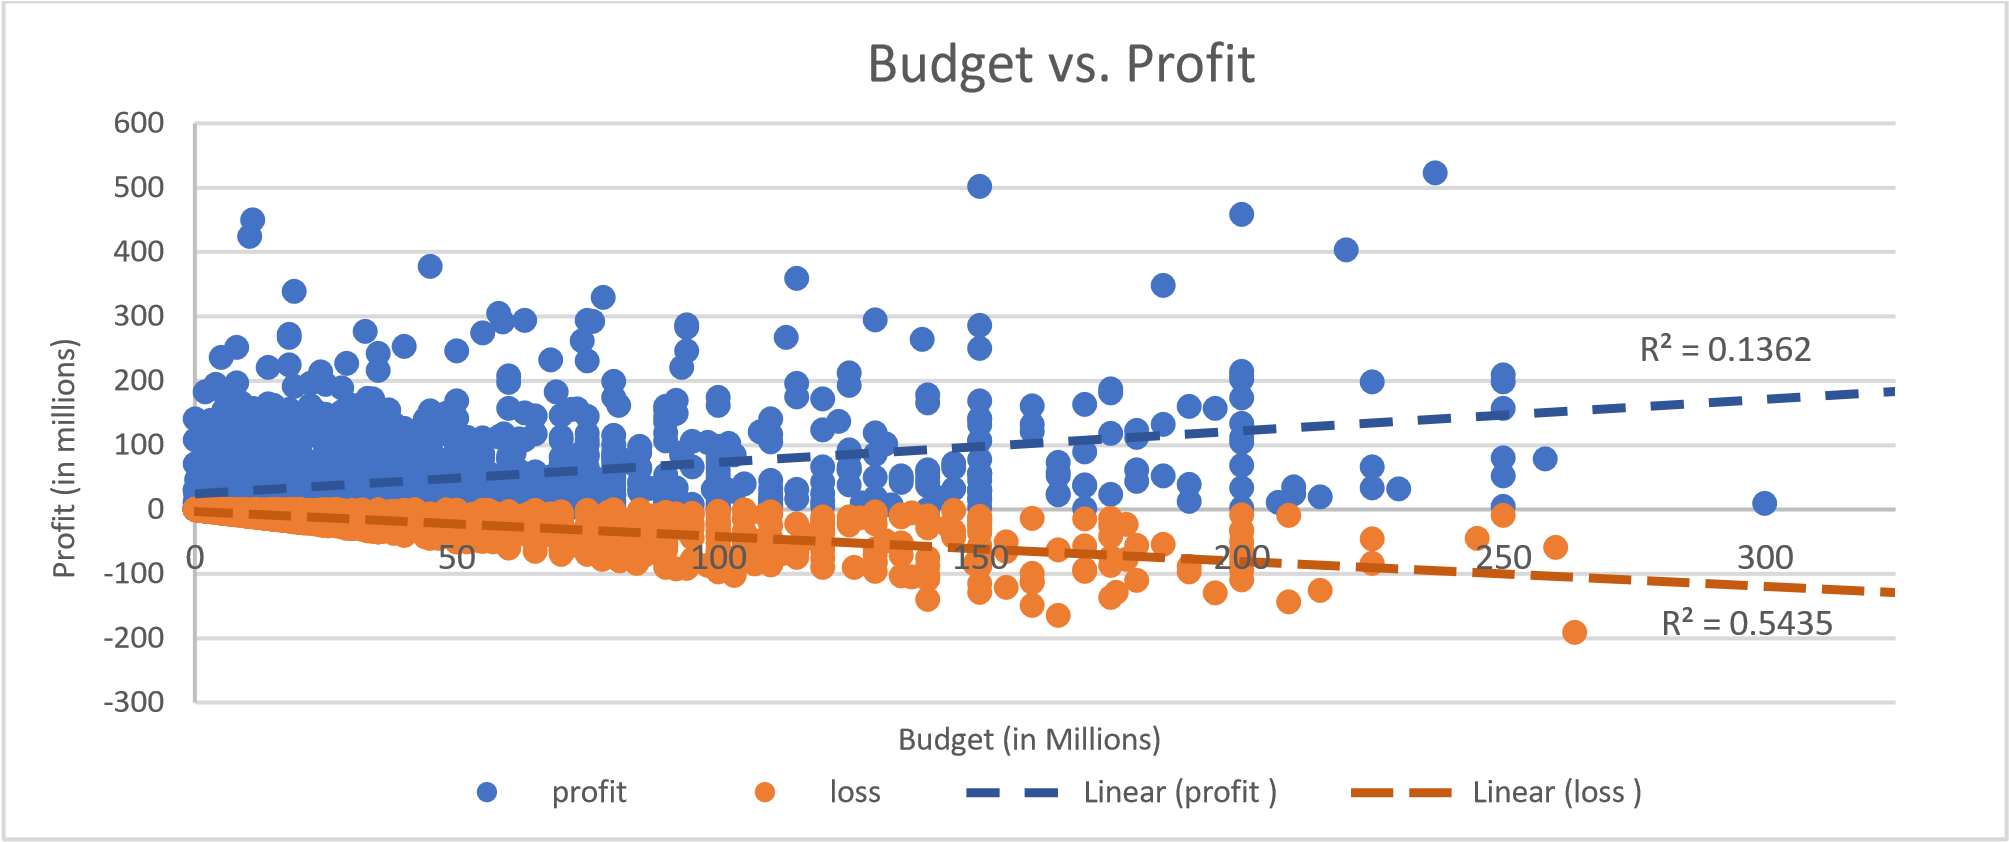 Budget vs. Profit
600
500
400
300
200
100
0
-100
-200
-300
Profit (in millions)
R² = 0.1362
0 50 100 150 200 250 300
R² = 0.5435
Budget (in Millions)
profit loss Linear (profit ) Linear (loss )